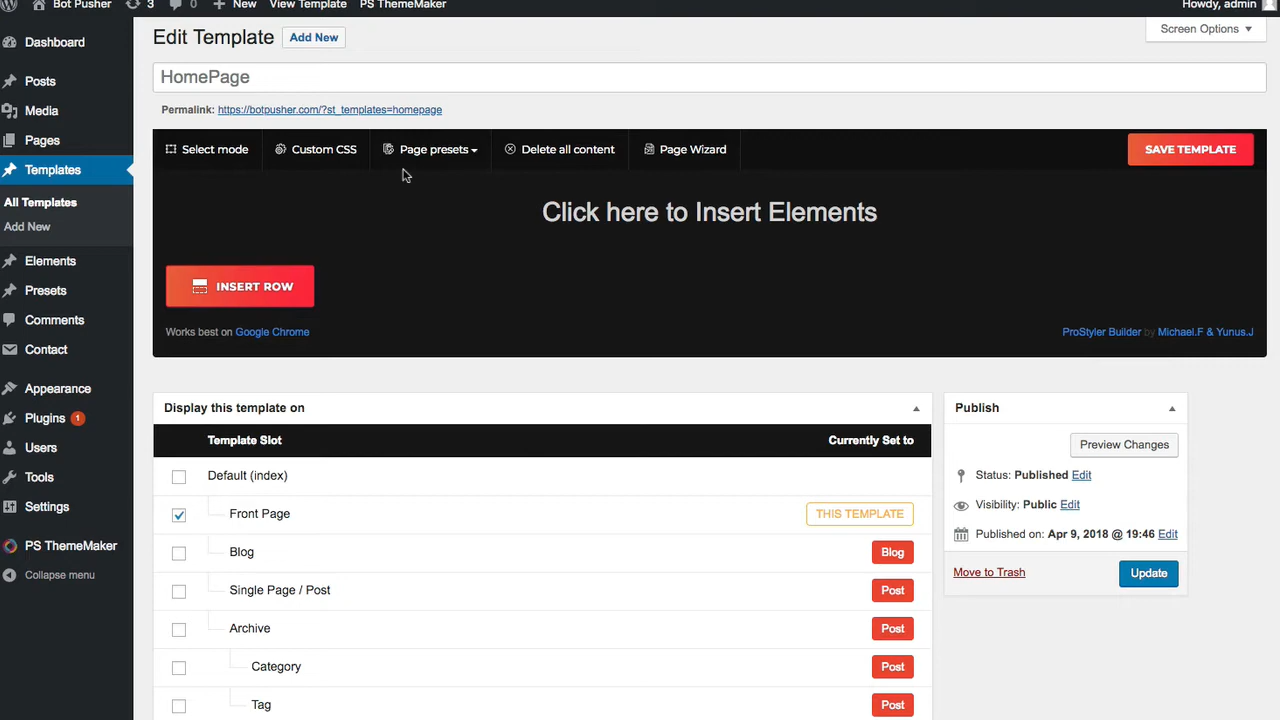 Bot Pusher 3 0 New View Template PS ThemeMaker Howdy, admin
Screen Options ▼
Edit Template Add New
HomePage
Permalink: https://botpusher.com/?st_templates=homepage
Dashboard
Posts
Media
Pages
Templates
All Templates
Add New
Elements
Presets
Comments
Contact
Appearance
Plugins 1
Users
Tools
Settings
PS ThemeMaker
Collapse menu
Select mode Custom CSS Page presets Delete all content Page Wizard SAVE TEMPLATE
Click here to Insert Elements
INSERT ROW
Works best on Google Chrome
ProStyler Builder by Michael.F & Yunus.J
Display this template on
Template Slot Currently Set to
Default (index)
Front Page THIS TEMPLATE
Blog Blog
Single Page / Post Post
Archive Post
Category Post
Tag Post
Publish
Preview Changes
Status: Published Edit
Visibility: Public Edit
Published on: Apr 9, 2018 @ 19:46 Edit
Move to Trash Update